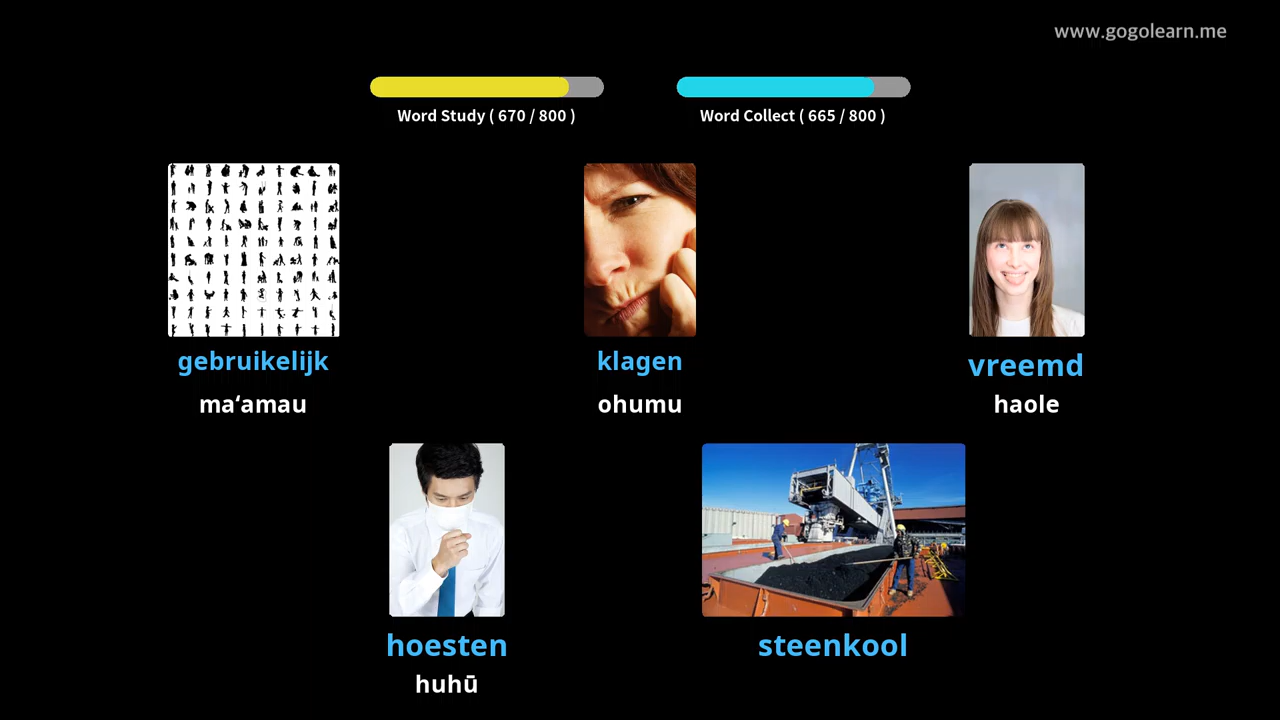 www.gogolearn.me
Word Study ( 670 / 800 )
Word Collect ( 665 / 800 )
gebruikelijk
maʻamau
klagen
ohumu
vreemd
haole
hoesten
huhū
steenkool